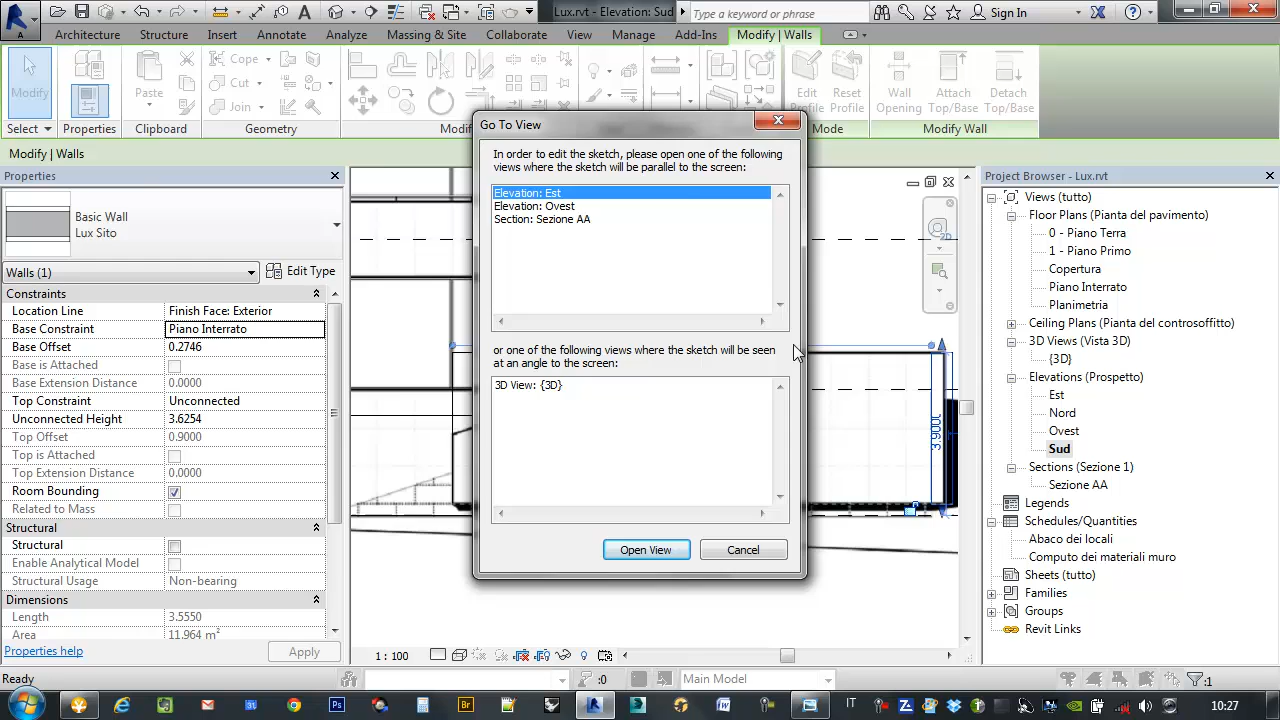 Lux.rvt - Elevation: Sud
Type a keyword or phrase
Sign In
Architecture
Structure
Insert
Annotate
Analyze
Massing & Site
Collaborate
View
Manage
Add-Ins
Modify | Walls
Modify
Paste
Cope
Cut
Join
Edit Profile
Reset Profile
Wall Opening
Attach Top/Base
Detach Top/Base
Select
Properties
Clipboard
Geometry
Mode
Modify Wall
Modify | Walls
Properties
Basic Wall
Lux Sito
Walls (1)
Edit Type
Constraints
Location Line Finish Face: Exterior
Base Constraint Piano Interrato
Base Offset 0.2746
Base is Attached
Base Extension Distance 0.0000
Top Constraint Unconnected
Unconnected Height 3.6254
Top Offset 0.9000
Top is Attached
Top Extension Distance 0.0000
Room Bounding
Related to Mass
Structural
Structural
Enable Analytical Model
Structural Usage Non-bearing
Dimensions
Length 3.5550
Area 11.964 m²
Properties help
Apply
Go To View
In order to edit the sketch, please open one of the following
views where the sketch will be parallel to the screen:
Elevation: Est
Elevation: Ovest
Section: Sezione AA
or one of the following views where the sketch will be seen
at an angle to the screen:
3D View: {3D}
Open View
Cancel
3.9000
2D
Project Browser - Lux.rvt
Views (tutto)
Floor Plans (Pianta del pavimento)
0 - Piano Terra
1 - Piano Primo
Copertura
Piano Interrato
Planimetria
Ceiling Plans (Pianta del controsoffitto)
3D Views (Vista 3D)
{3D}
Elevations (Prospetto)
Est
Nord
Ovest
Sud
Sections (Sezione 1)
Sezione AA
Legends
Schedules/Quantities
Abaco dei locali
Computo dei materiali muro
Sheets (tutto)
Families
Groups
Revit Links
1 : 100
Ready
:0
Main Model
:1
IT
10:27